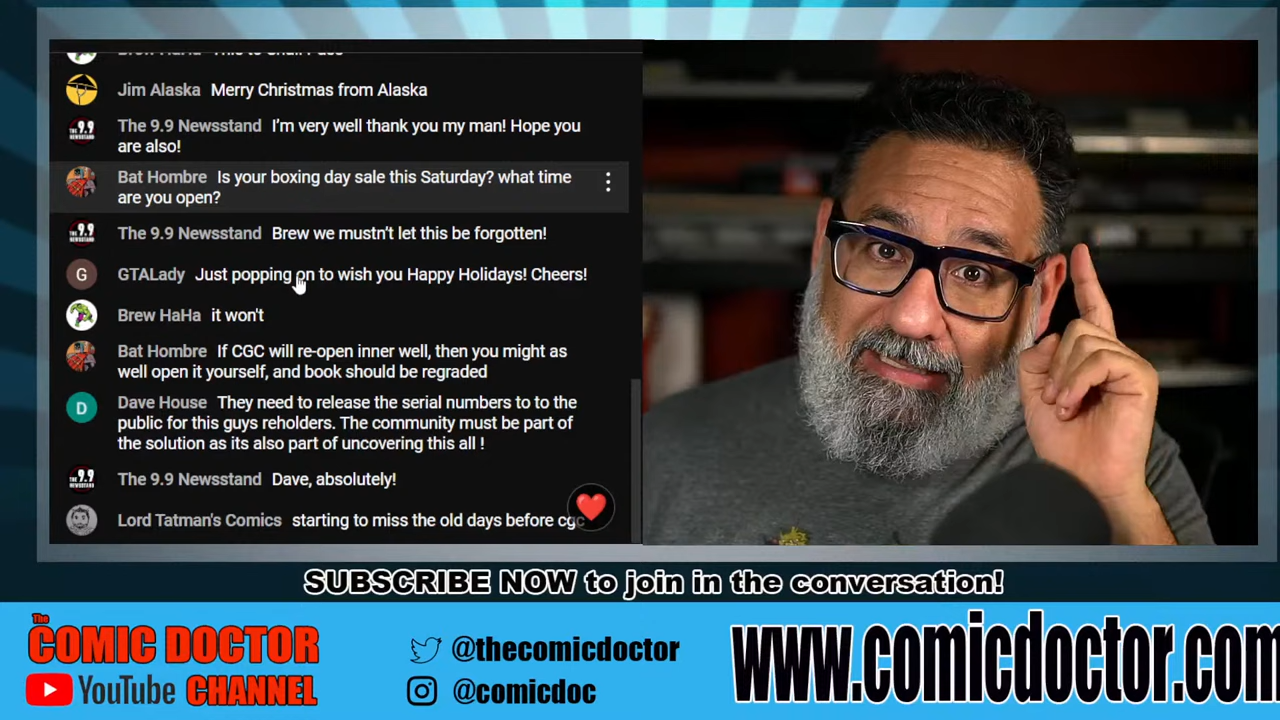 Jim Alaska Merry Christmas from Alaska
The 9.9 Newsstand I'm very well thank you my man! Hope you
are also!
Bat Hombre Is your boxing day sale this Saturday? what time
are you open?
The 9.9 Newsstand Brew we mustn't let this be forgotten!
G GTALady Just popping on to wish you Happy Holidays! Cheers!
Brew HaHa it won't
Bat Hombre If CGC will re-open inner well, then you might as
well open it yourself, and book should be regraded
D Dave House They need to release the serial numbers to to the
public for this guys reholders. The community must be part of
the solution as its also part of uncovering this all !
The 9.9 Newsstand Dave, absolutely!
Lord Tatman's Comics starting to miss the old days before cgc
SUBSCRIBE NOW to join in the conversation!
The
COMIC DOCTOR
YouTube CHANNEL
@thecomicdoctor
@comicdoc
www.comicdoctor.com